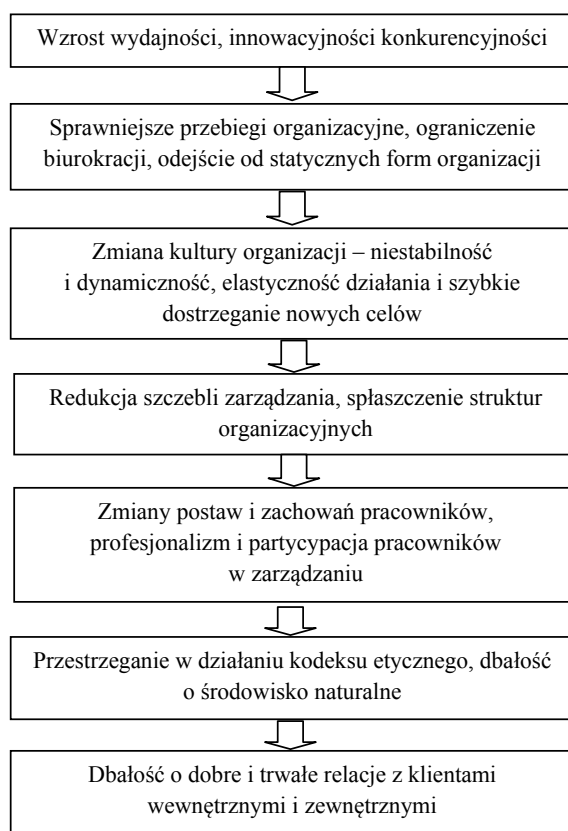 Wzrost wydajności, innowacyjności konkurencyjności
Sprawniejsze przebiegi organizacyjne, ograniczenie
biurokracji, odejście od statycznych form organizacji
Zmiana kultury organizacji – niestabilność
i dynamiczność, elastyczność działania i szybkie
dostrzeganie nowych celów
Redukcja szczebli zarządzania, spłaszczenie struktur
organizacyjnych
Zmiany postaw i zachowań pracowników,
profesjonalizm i partycypacja pracowników
w zarządzaniu
Przestrzeganie w działaniu kodeksu etycznego, dbałość
o środowisko naturalne
Dbałość o dobre i trwałe relacje z klientami
wewnętrznymi i zewnętrznymi